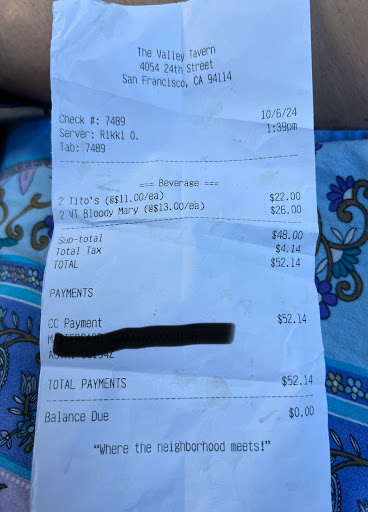 The Valley Tavern
4054 24th Street
San Francisco, CA 94114
Check #: 7489 10/6/24
Server: Rikki O. 1:39pm
Tab: 7489
=== Beverage ===
2 Tito's (@$11.00/ea) $22.00
2 VT Bloody Mary (@$13.00/ea) $26.00
Sub-total $48.00
Total Tax $4.14
TOTAL $52.14
PAYMENTS
CC Payment $52.14
TOTAL PAYMENTS $52.14
Balance Due $0.00
"Where the neighborhood meets!"